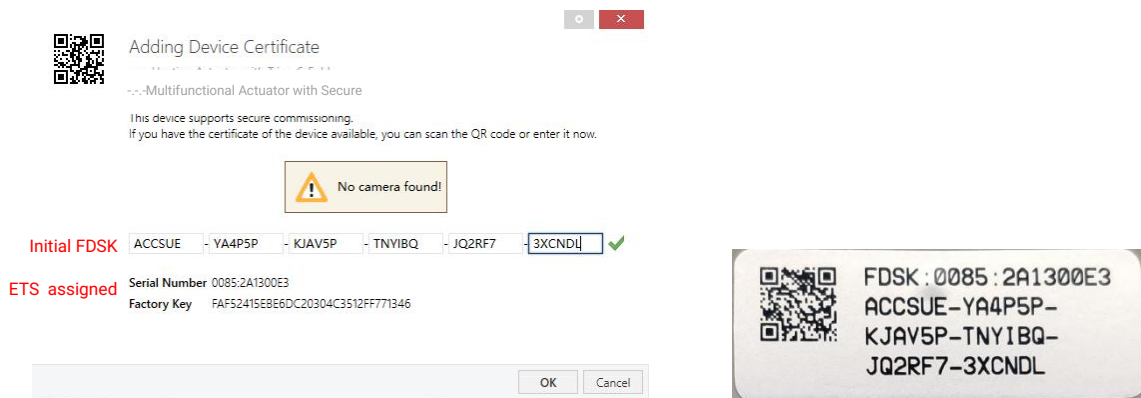 Adding Device Certificate
-.-.-Multifunctional Actuator with Secure
This device supports secure commissioning.
If you have the certificate of the device available, you can scan the QR code or enter it now.
No camera found!
Initial FDSK ACCSUE - YA4P5P - KJAV5P - TNYIBQ - JQ2RF7 - 3XCNDL
ETS assigned
Serial Number 0085:2A1300E3
Factory Key FAF52415EBE6DC20304C3512FF771346
OK Cancel
FDSK:0085:2A1300E3
ACCSUE-YA4P5P-
KJAV5P-TNYIBQ-
JQ2RF7-3XCNDL